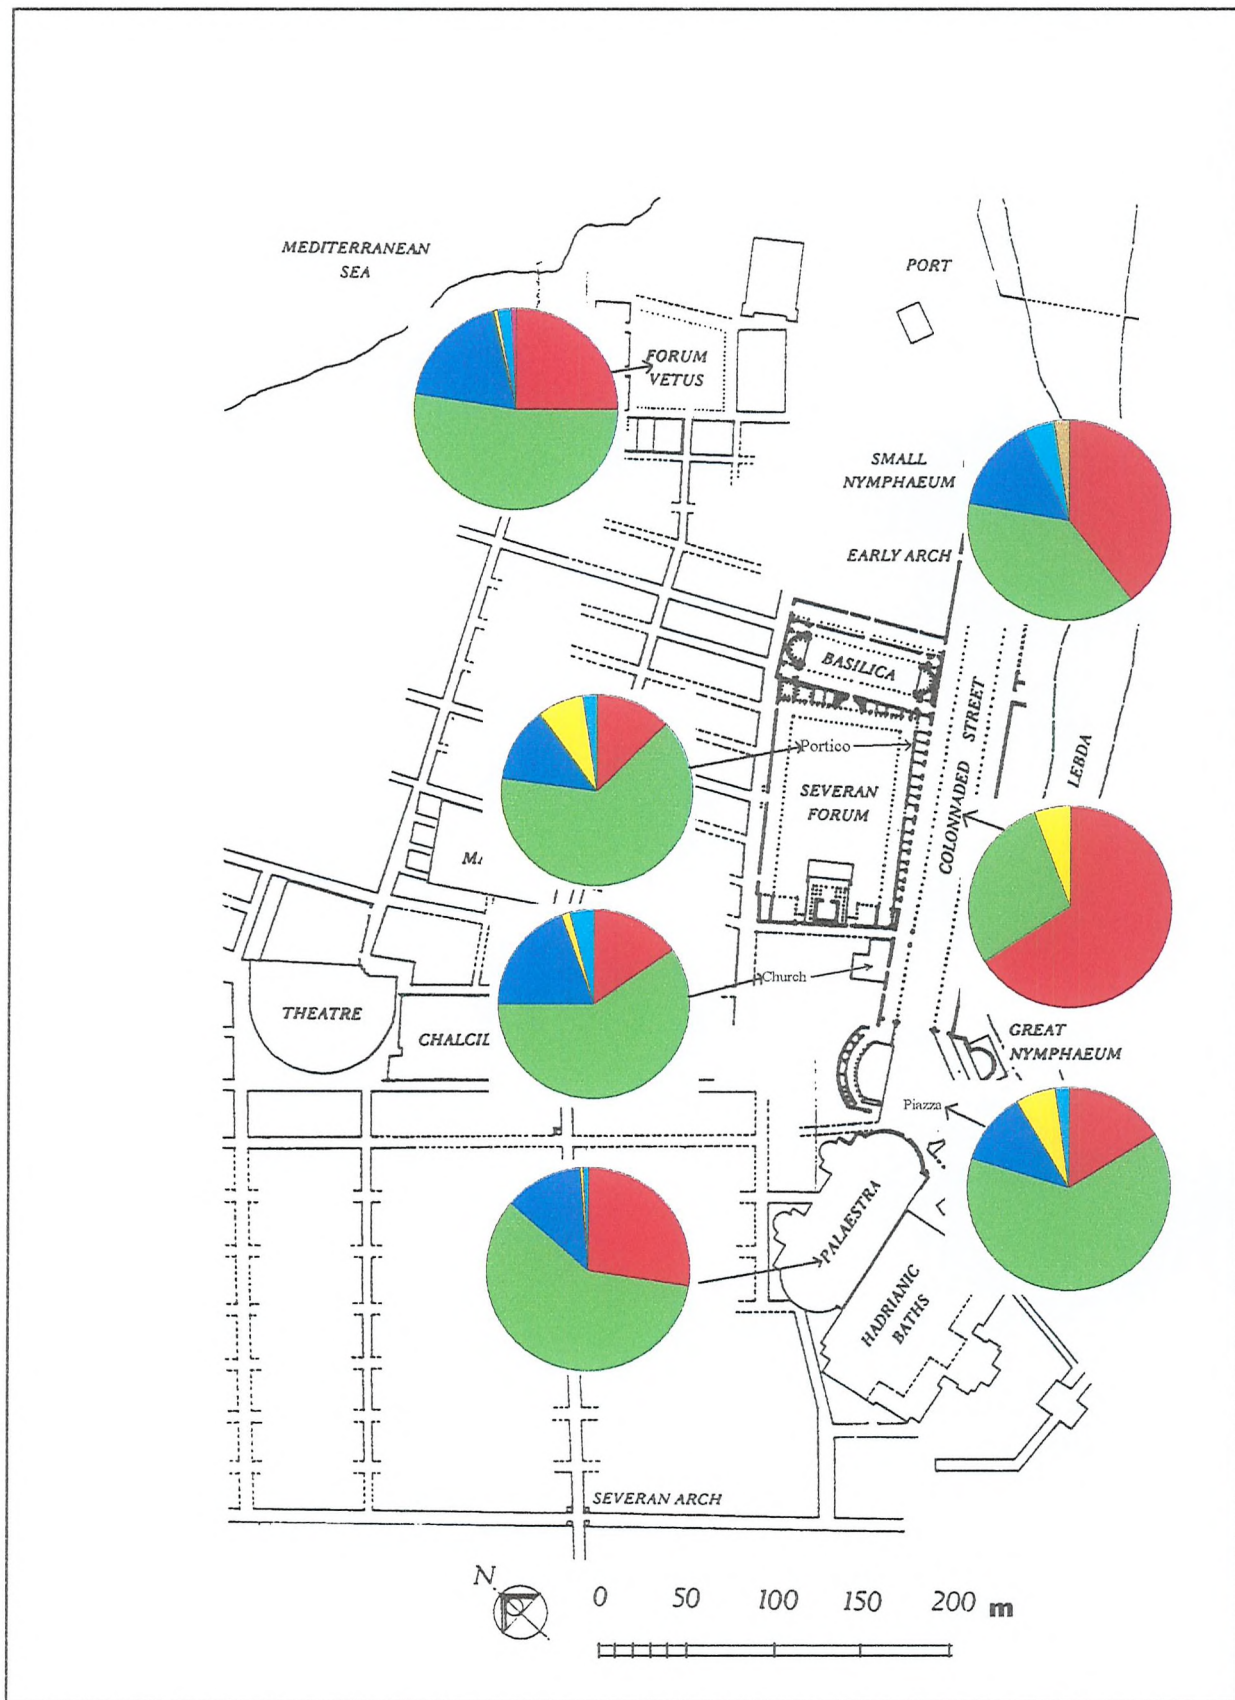 MEDITERRANEAN
SEA
PORT
FORUM
VETUS
SMALL
NYMPHAEUM
EARLY ARCH
BASILICA
COLONNADED STREET
LEBDA
Portico
SEVERAN
FORUM
MA
Church
THEATRE
CHALCIL
GREAT
NYMPHAEUM
Piazza
PALAESTRA
HADRIANIC
BATHS
SEVERAN ARCH
N
0 50 100 150 200 m